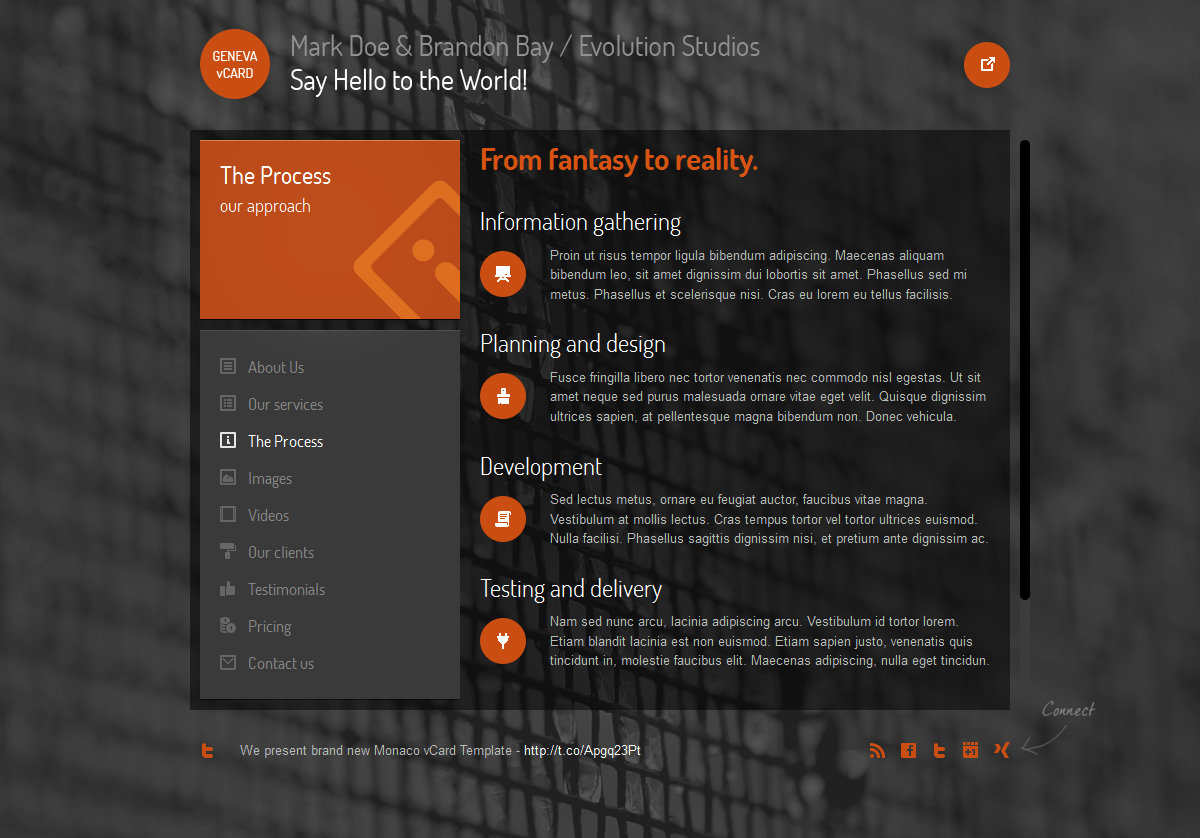 GENEVA
vCARD
Mark Doe & Brandon Bay / Evolution Studios
Say Hello to the World!
The Process
our approach
About Us
Our services
The Process
Images
Videos
Our clients
Testimonials
Pricing
Contact us
From fantasy to reality.
Information gathering
Proin ut risus tempor ligula bibendum adipiscing. Maecenas aliquam
bibendum leo, sit amet dignissim dui lobortis sit amet. Phasellus sed mi
metus. Phasellus et scelerisque nisi. Cras eu lorem eu tellus facilisis.
Planning and design
Fusce fringilla libero nec tortor venenatis nec commodo nisl egestas. Ut sit
amet neque sed purus malesuada ornare vitae eget velit. Quisque dignissim
ultrices sapien, at pellentesque magna bibendum non. Donec vehicula.
Development
Sed lectus metus, ornare eu feugiat auctor, faucibus vitae magna.
Vestibulum at mollis lectus. Cras tempus tortor vel tortor ultrices euismod.
Nulla facilisi. Phasellus sagittis dignissim nisi, et pretium ante dignissim ac.
Testing and delivery
Nam sed nunc arcu, lacinia adipiscing arcu. Vestibulum id tortor lorem.
Etiam blandit lacinia est non euismod. Etiam sapien justo, venenatis quis
tincidunt in, molestie faucibus elit. Maecenas adipiscing, nulla eget tincidun.
Connect
We present brand new Monaco vCard Template - http://t.co/Apgq23Pt